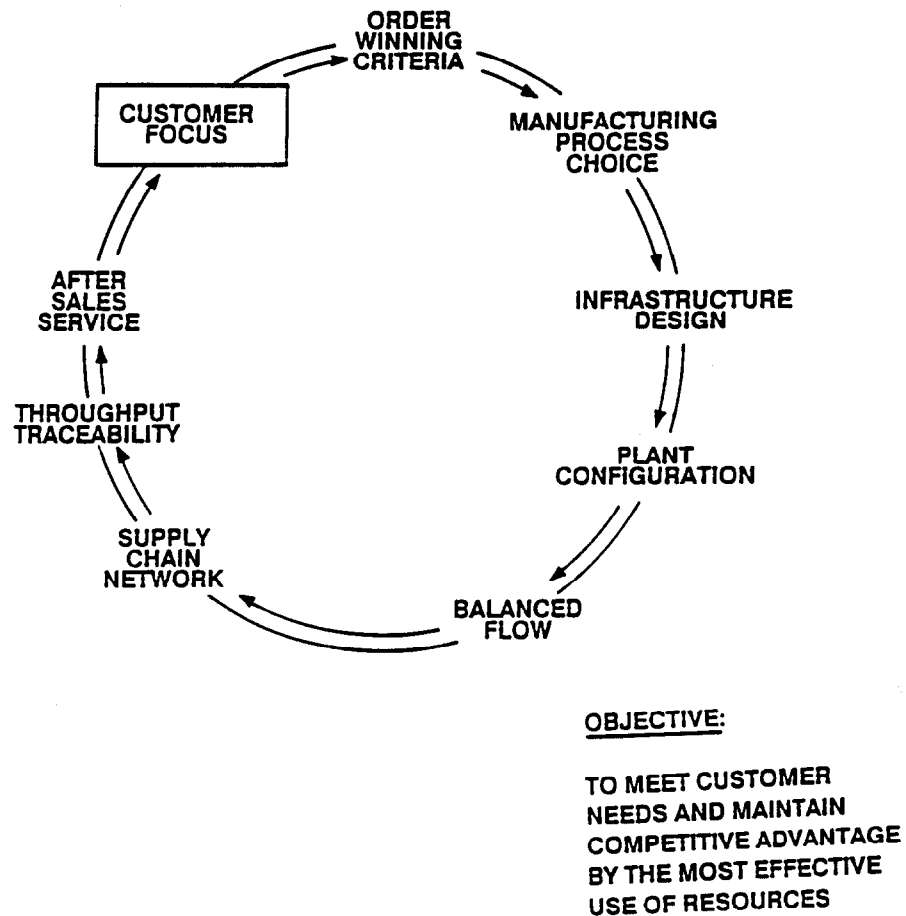 ORDER
WINNING
CRITERIA
CUSTOMER
FOCUS
MANUFACTURING
PROCESS
CHOICE
AFTER
SALES
SERVICE
INFRASTRUCTURE
DESIGN
THROUGHPUT
TRACEABILITY
PLANT
CONFIGURATION
SUPPLY
CHAIN
NETWORK
BALANCED
FLOW
OBJECTIVE:
TO MEET CUSTOMER
NEEDS AND MAINTAIN
COMPETITIVE ADVANTAGE
BY THE MOST EFFECTIVE
USE OF RESOURCES